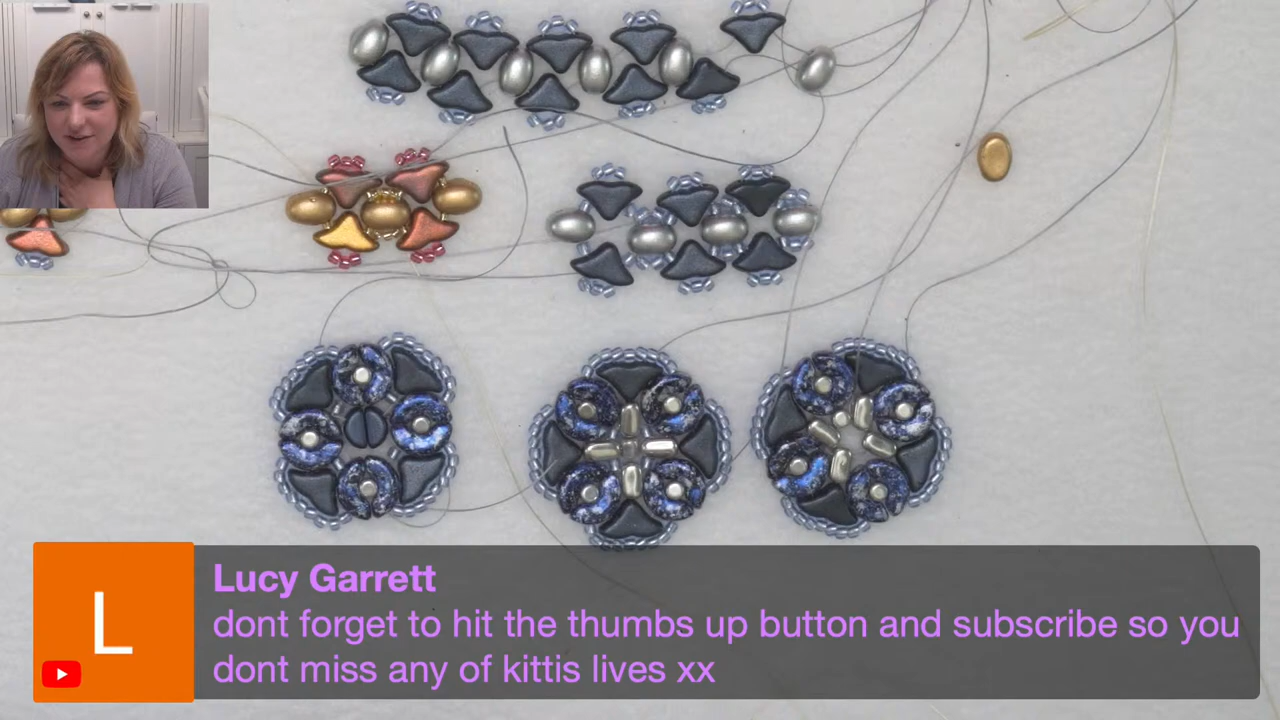 L
Lucy Garrett
dont forget to hit the thumbs up button and subscribe so you
dont miss any of kittis lives xx